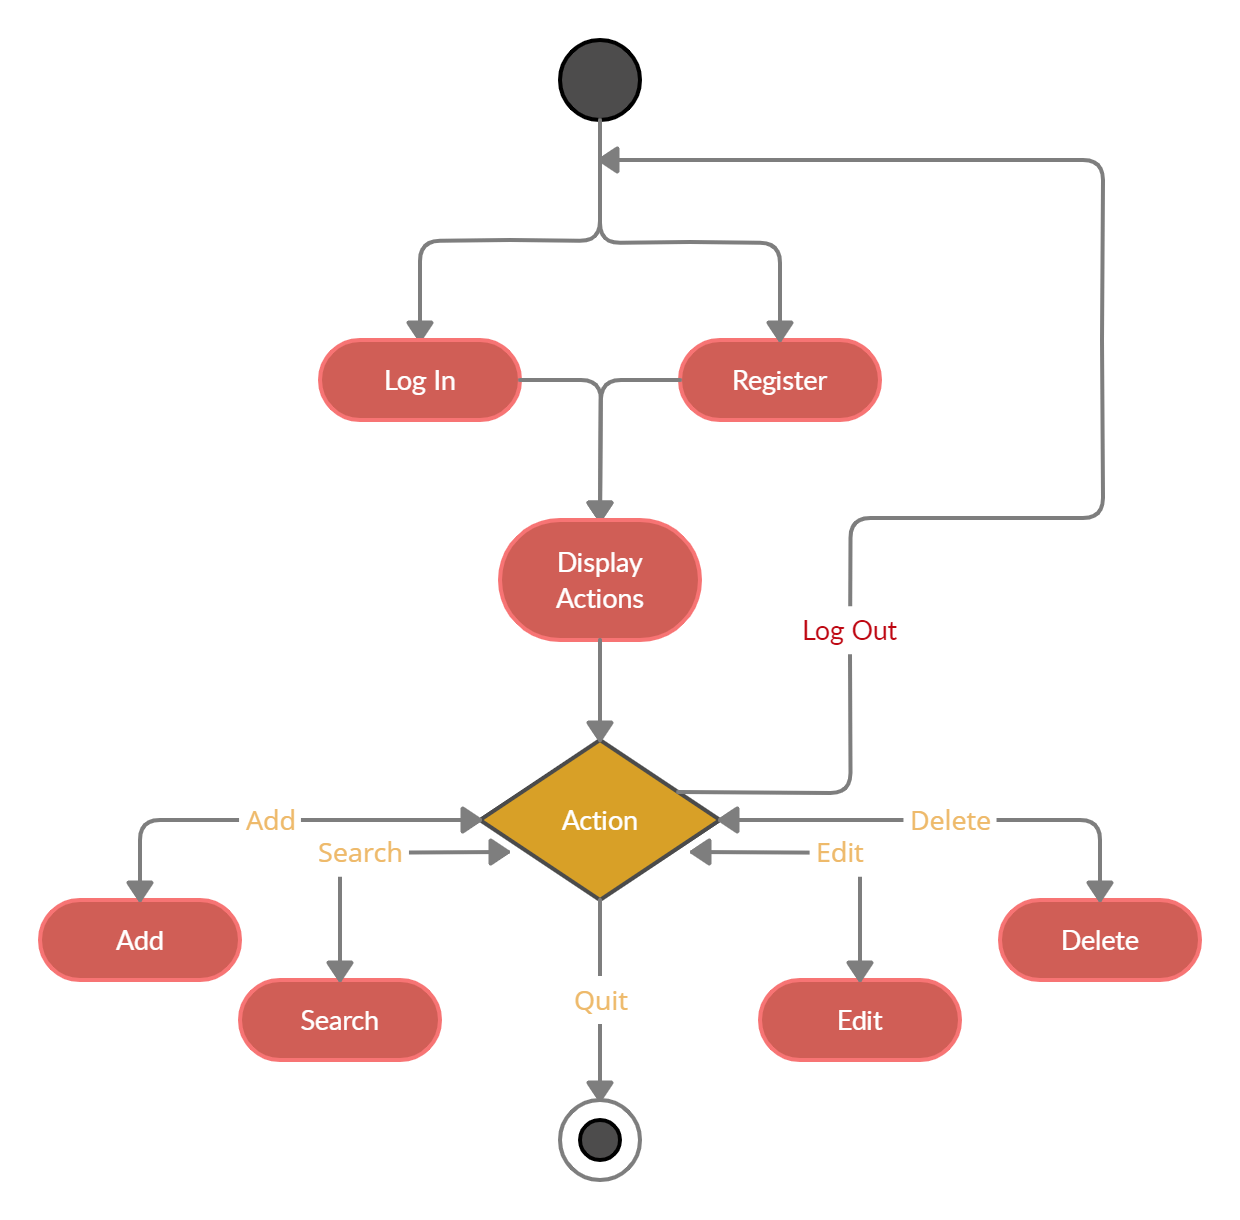 Log In
Register
Display
Actions
Log Out
Action
Add
Delete
Search
Edit
Add
Delete
Search
Edit
Quit